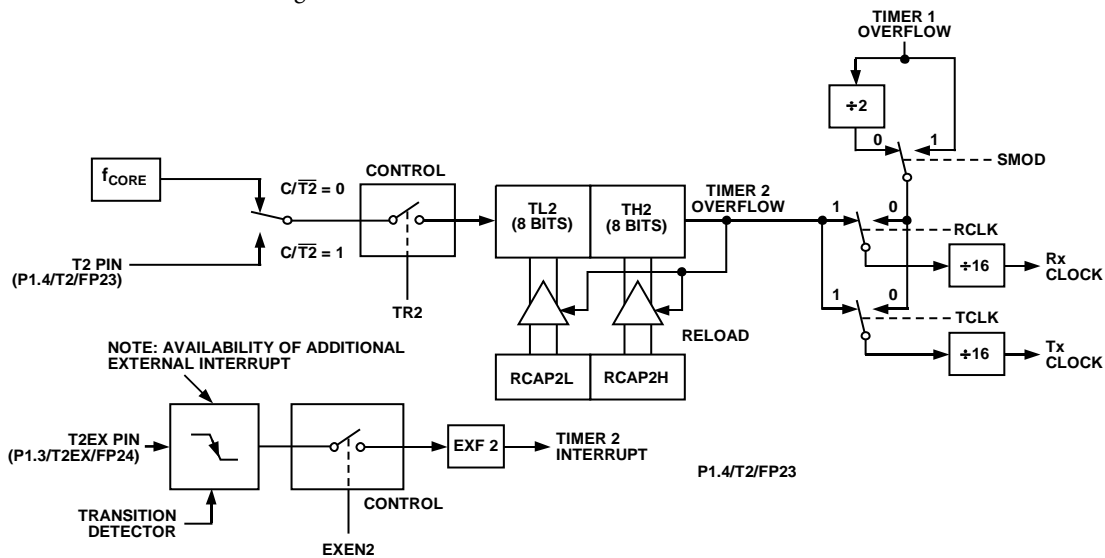 TIMER 1
OVERFLOW
÷2
0
1
SMOD
fCORE
CONTROL
C/T2 = 0
C/T2 = 1
T2 PIN
(P1.4/T2/FP23)
TR2
TL2
(8 BITS)
TH2
(8 BITS)
TIMER 2
OVERFLOW
RELOAD
RCAP2L
RCAP2H
1
0
RCLK
÷16
Rx
CLOCK
1
0
TCLK
÷16
Tx
CLOCK
NOTE: AVAILABILITY OF ADDITIONAL
EXTERNAL INTERRUPT
T2EX PIN
(P1.3/T2EX/FP24)
TRANSITION
DETECTOR
CONTROL
EXEN2
EXF 2
TIMER 2
INTERRUPT
P1.4/T2/FP23